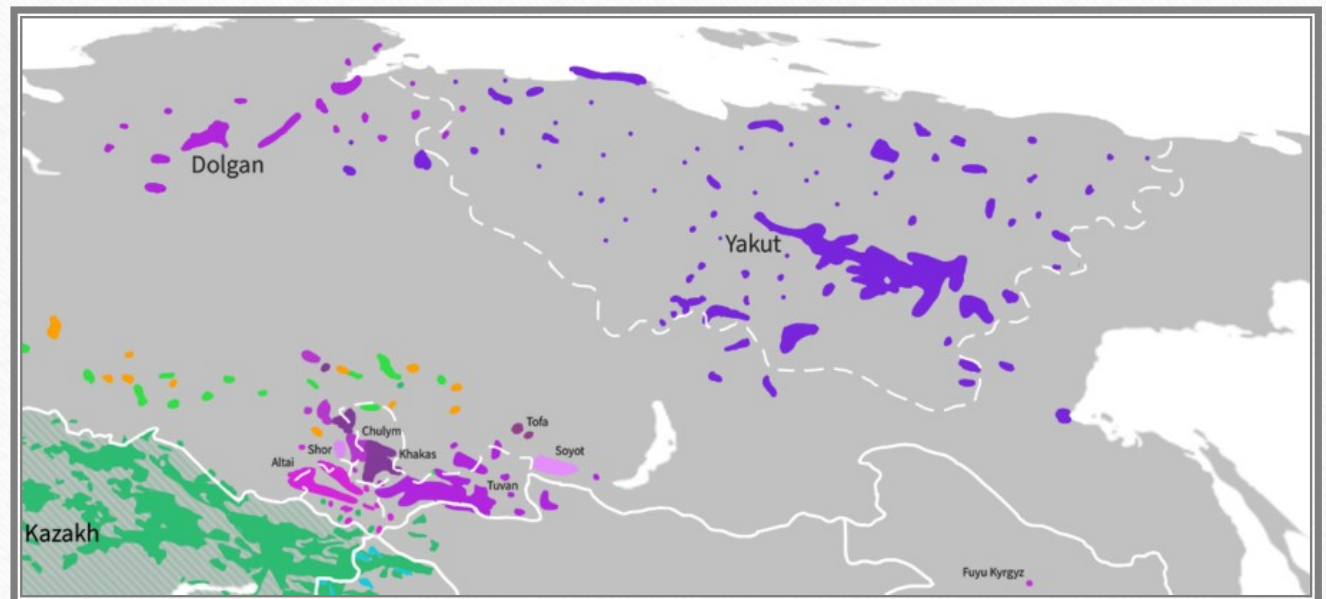 Dolgan
Yakut
Tofa
Chulym
Shor
Khakas
Soyot
Altai
Tuvan
Kazakh
Fuyu Kyrgyz